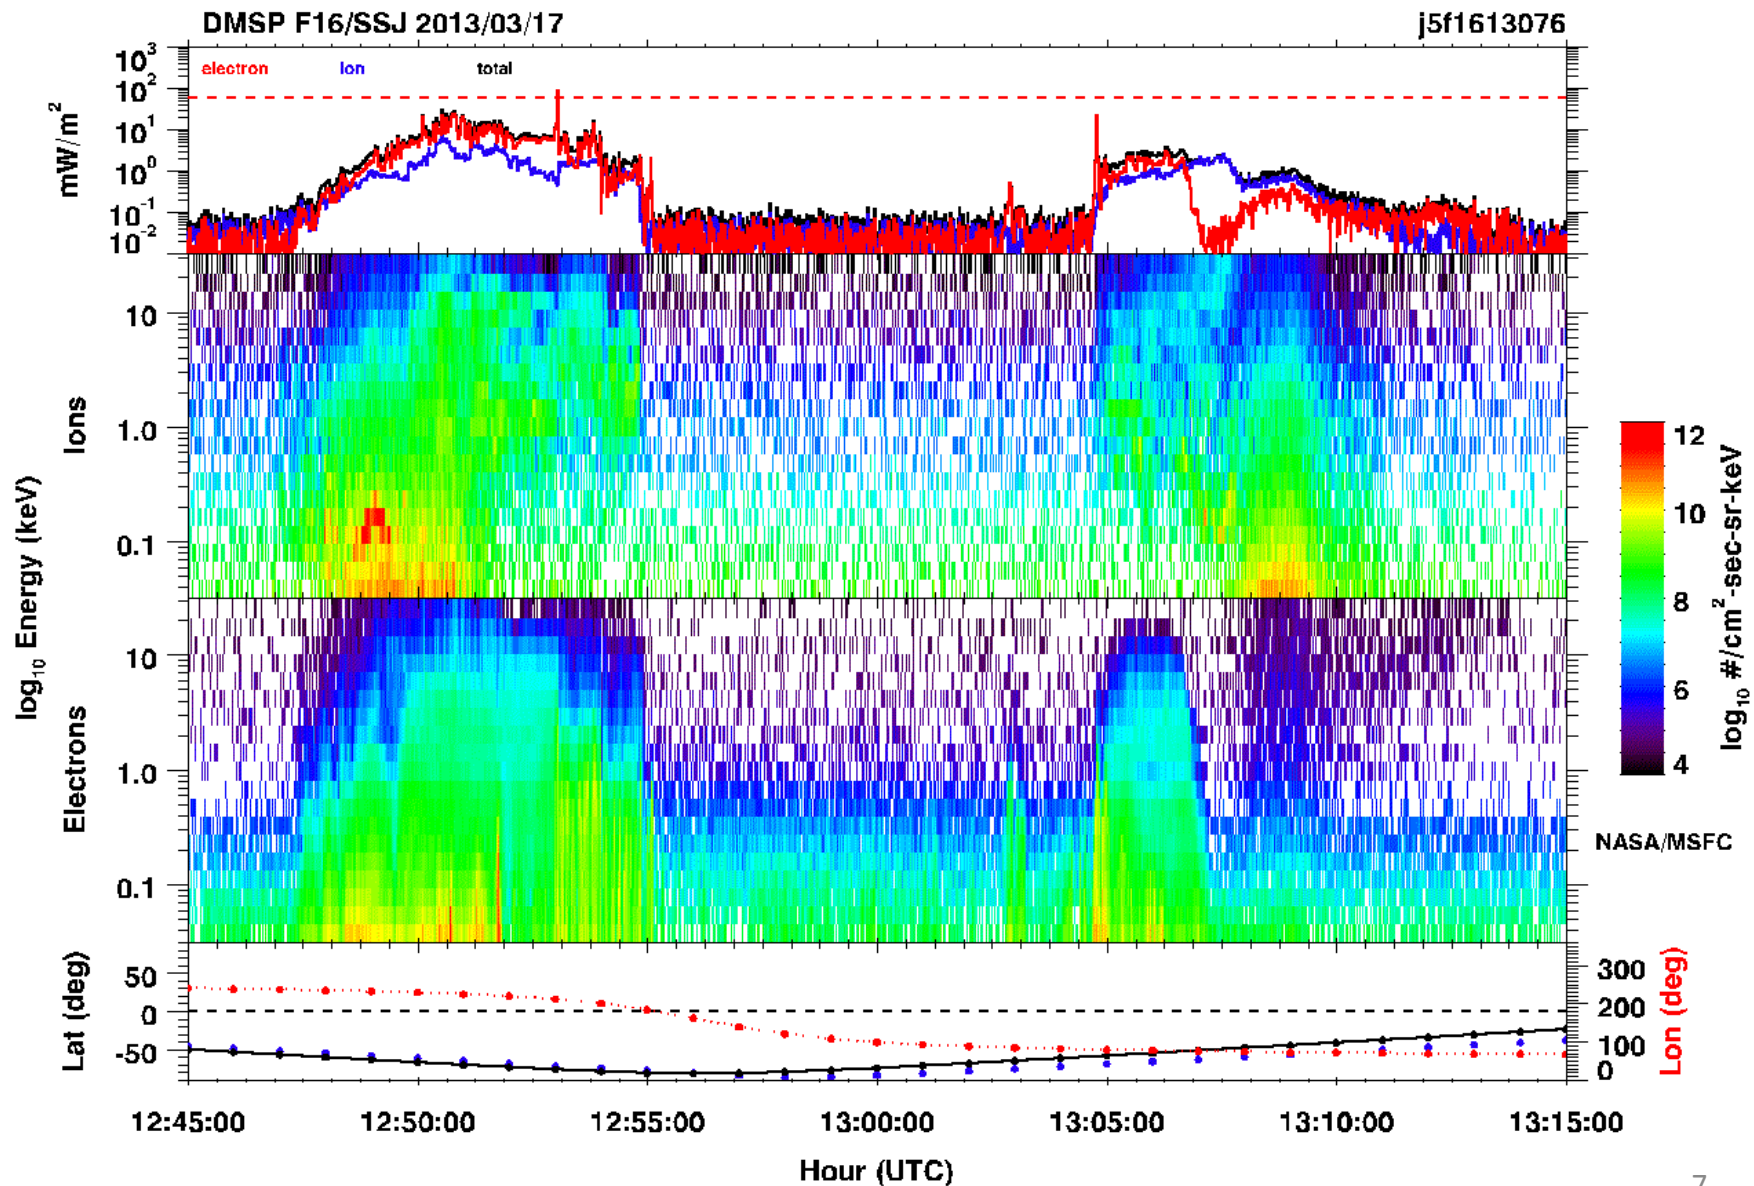 DMSP F16/SSJ 2013/03/17 j5f1613076
electron Ion total
mW/m²
10³
10²
10¹
10⁰
10⁻¹
10⁻²
log₁₀ Energy (keV)
Ions
10
1.0
0.1
Electrons
10
1.0
0.1
12
10
8
6
4
log₁₀ #/cm²-sec-sr-keV
NASA/MSFC
Lat (deg)
50
0
-50
300
200
100
0
Lon (deg)
12:45:00 12:50:00 12:55:00 13:00:00 13:05:00 13:10:00 13:15:00
Hour (UTC)
7